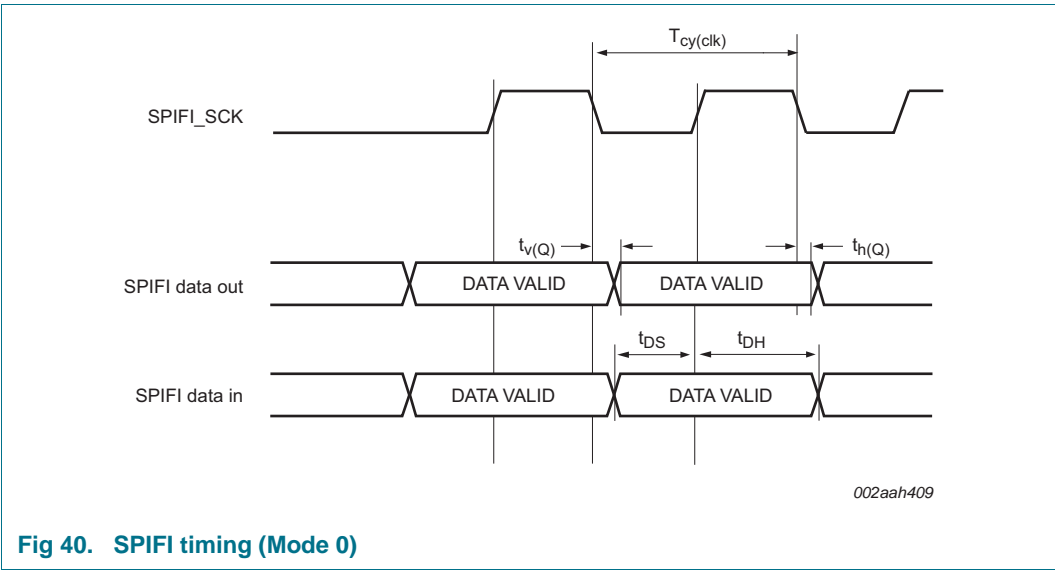 Tcy(clk)
SPIFI_SCK
tv(Q)
th(Q)
SPIFI data out
DATA VALID
DATA VALID
tDS
tDH
SPIFI data in
DATA VALID
DATA VALID
002aah409
Fig 40. SPIFI timing (Mode 0)